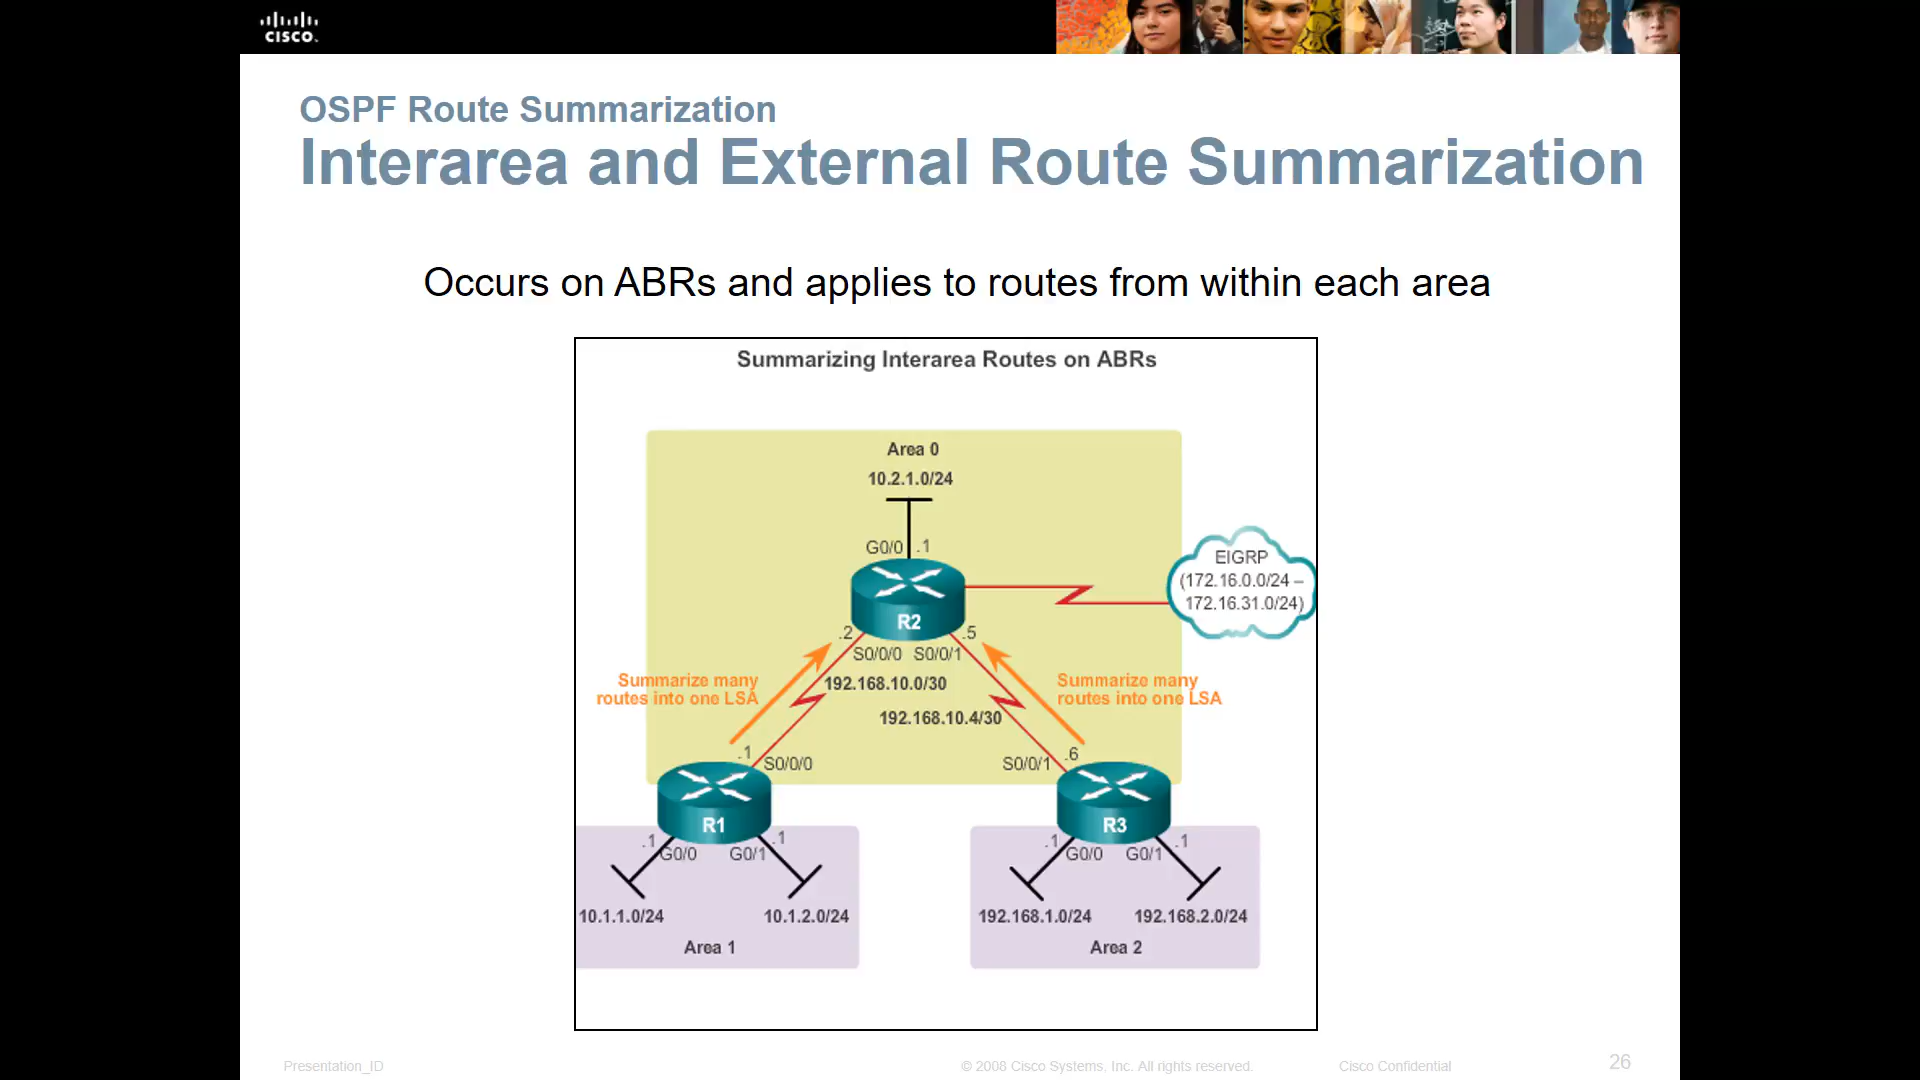 CISCO.
OSPF Route Summarization
Interarea and External Route Summarization
Occurs on ABRs and applies to routes from within each area
Summarizing Interarea Routes on ABRs
Area 0
10.2.1.0/24
G0/0 .1
EIGRP
(172.16.0.0/24 –
172.16.31.0/24)
R2
.2 .5
S0/0/0 S0/0/1
Summarize many
routes into one LSA
192.168.10.0/30
Summarize many
routes into one LSA
192.168.10.4/30
.1 S0/0/0
S0/0/1 .6
R1
R3
.1 .1
G0/0 G0/1
.1 .1
G0/0 G0/1
10.1.1.0/24 10.1.2.0/24
192.168.1.0/24 192.168.2.0/24
Area 1
Area 2
Presentation_ID
© 2008 Cisco Systems, Inc. All rights reserved.
Cisco Confidential
26